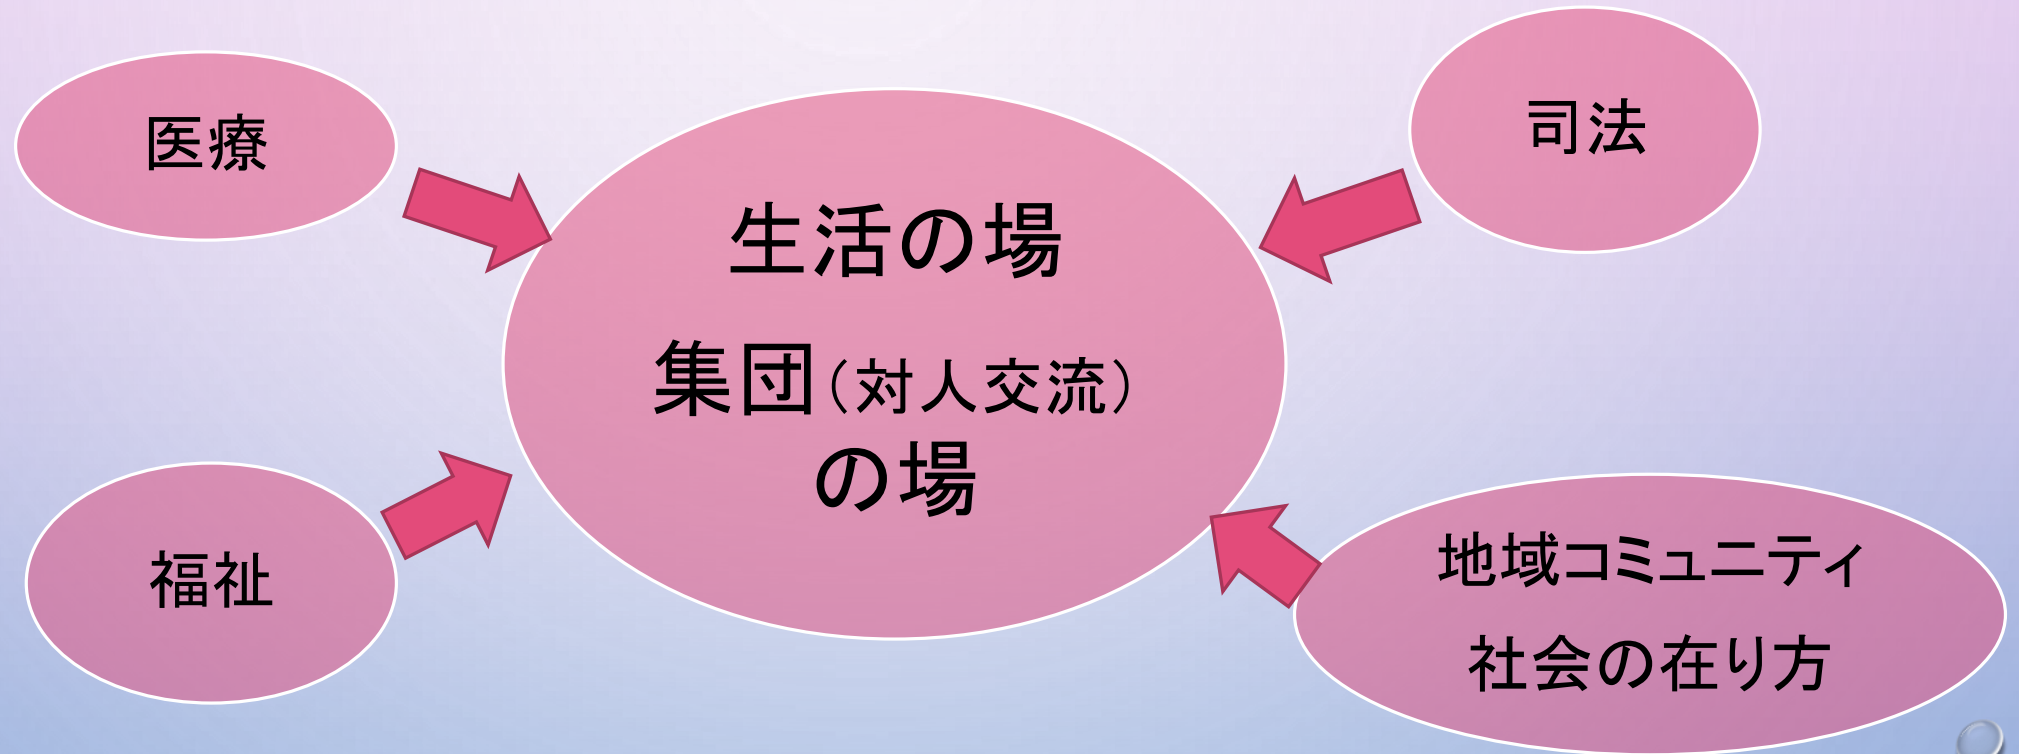 医療
司法
生活の場
集団（対人交流）
の場
福祉
地域コミュニティ
社会の在り方